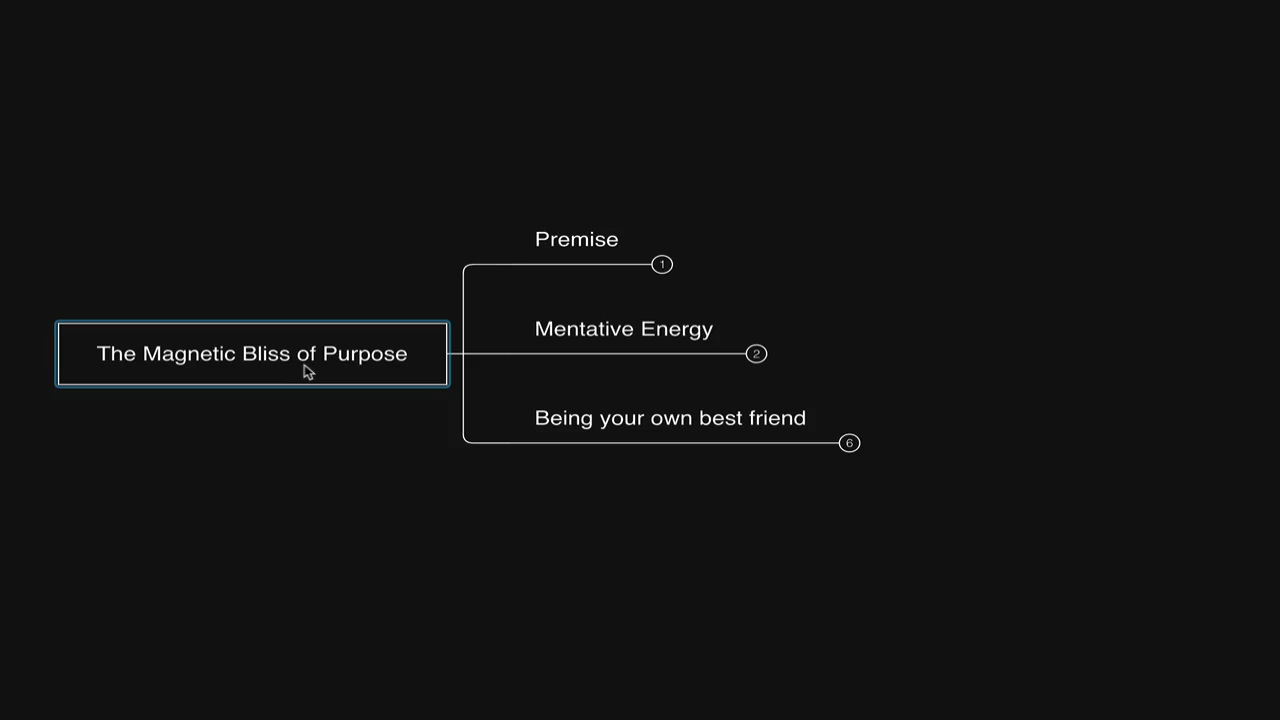 Premise
1
The Magnetic Bliss of Purpose
Mentative Energy
2
Being your own best friend
6